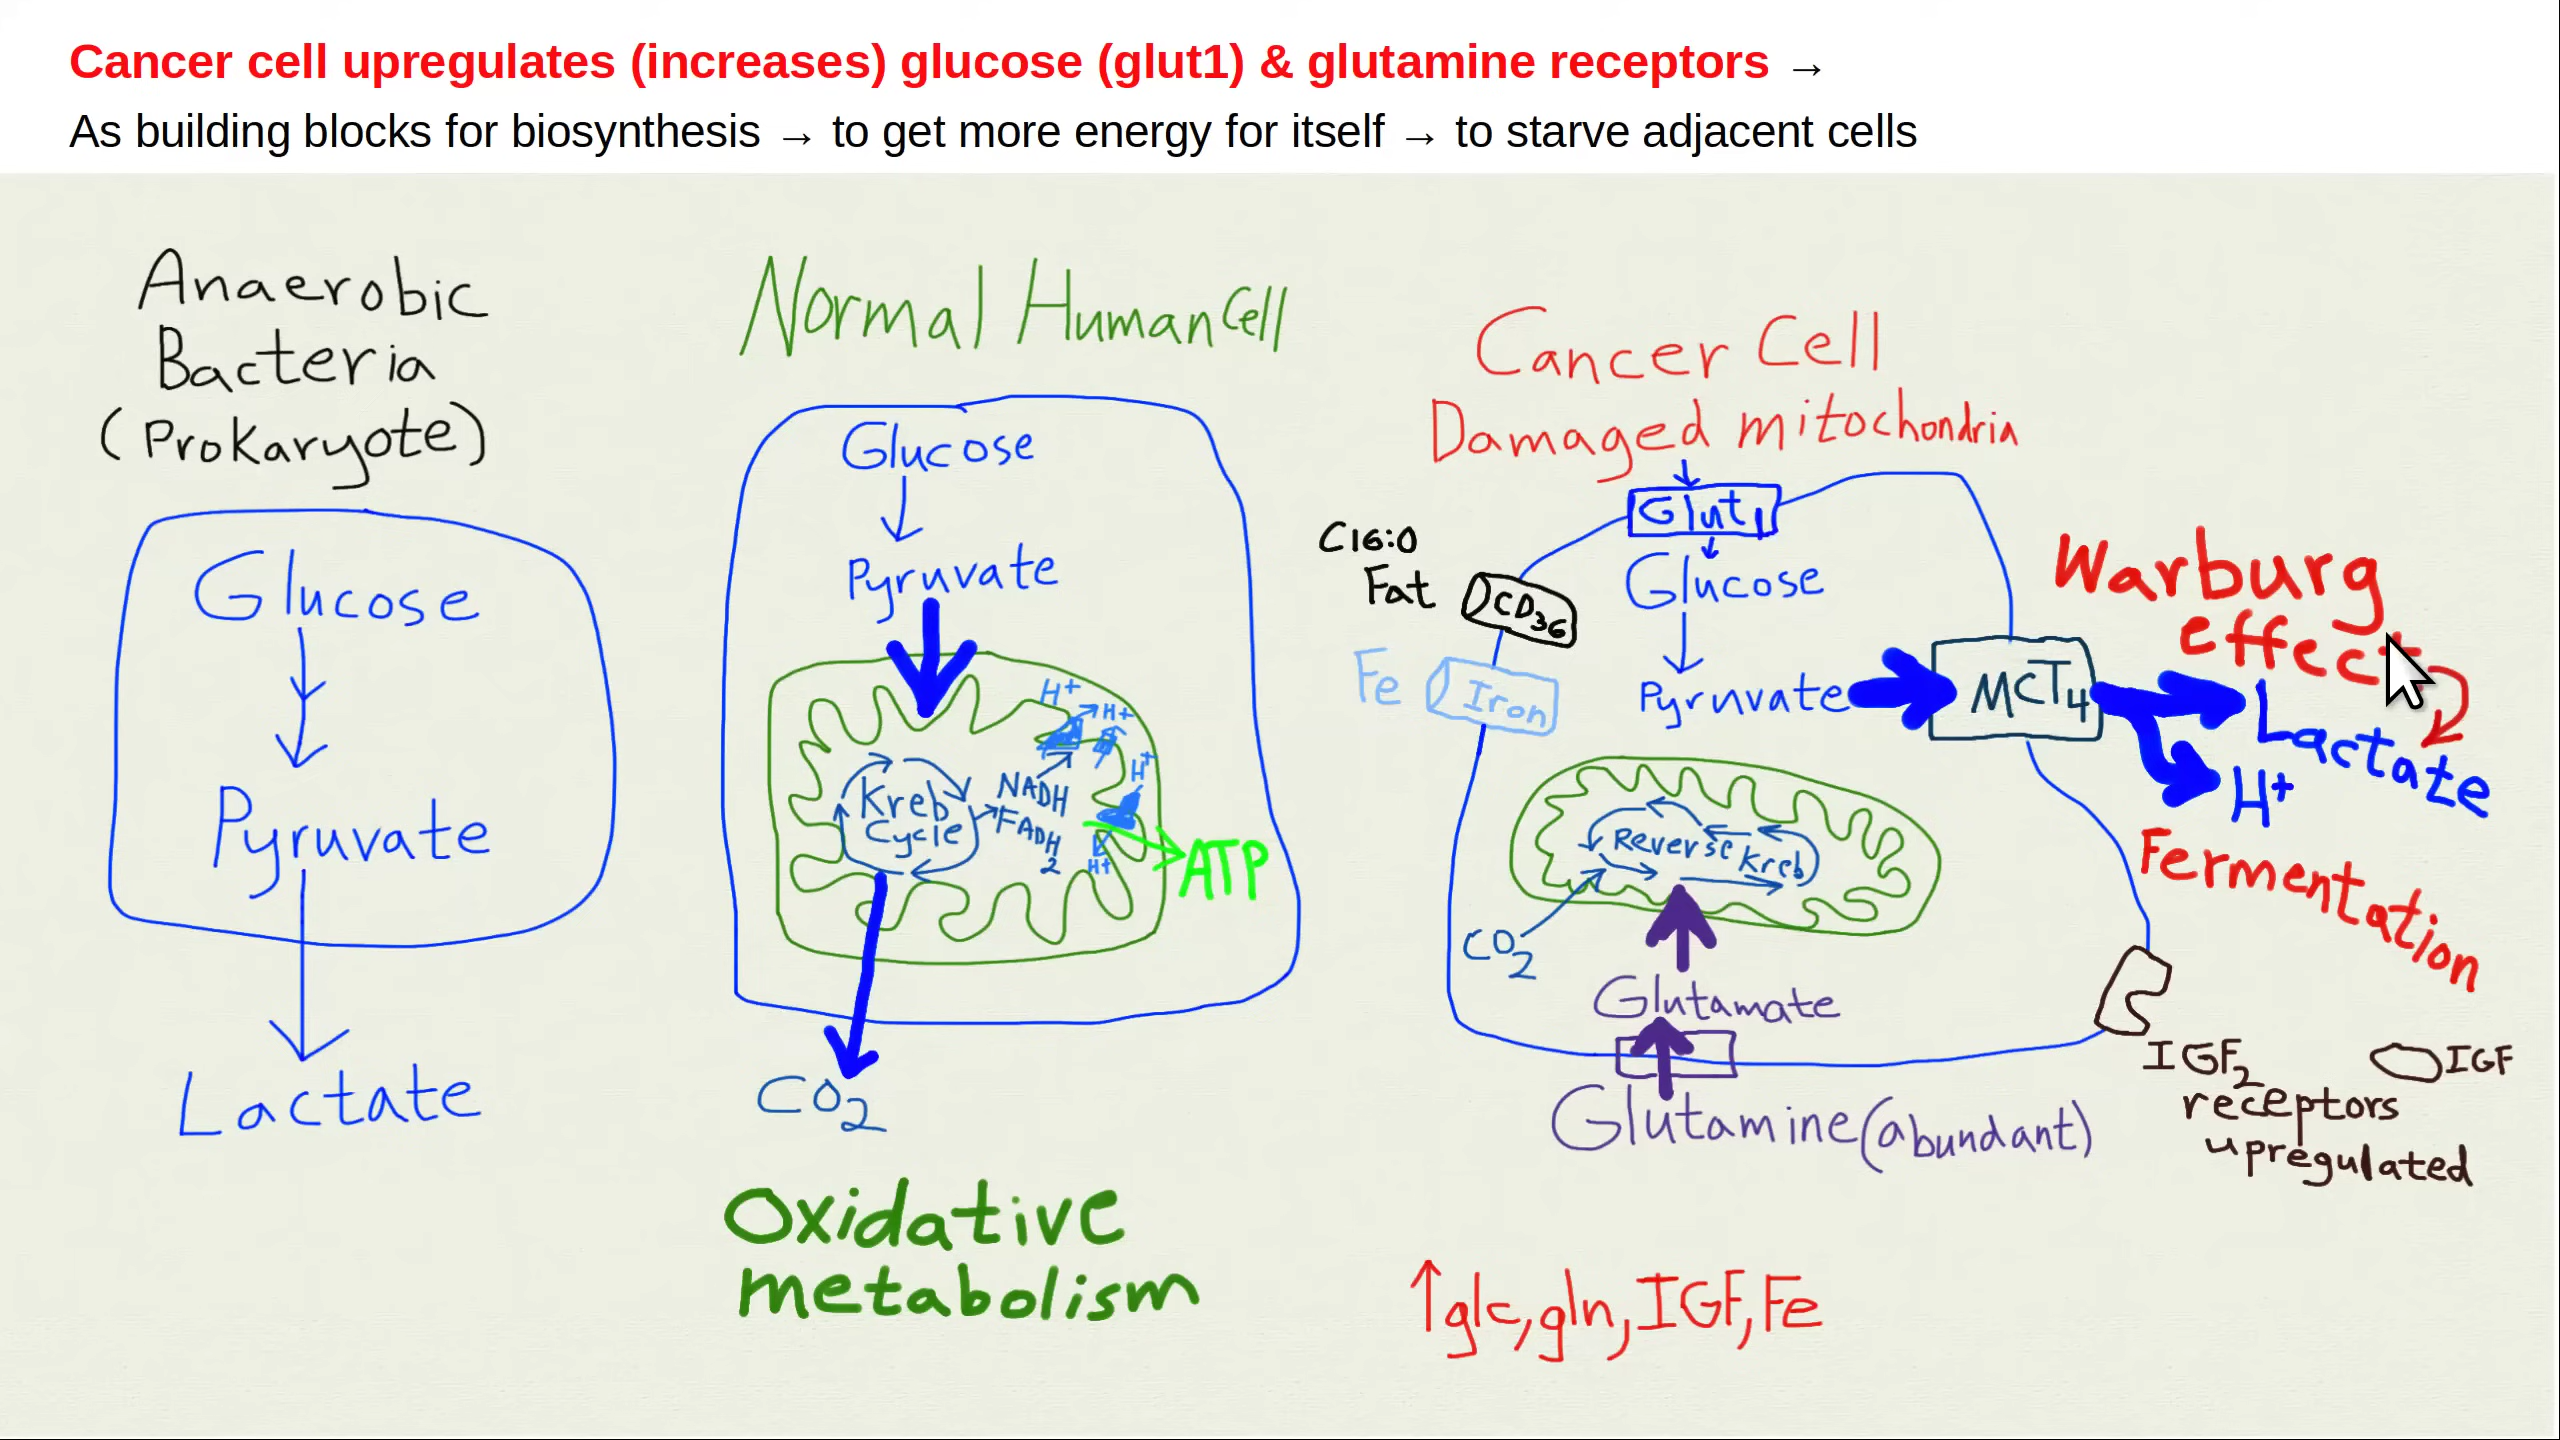 Cancer cell upregulates (increases) glucose (glut1) & glutamine receptors →
As building blocks for biosynthesis → to get more energy for itself → to starve adjacent cells
Anaerobic
Bacteria
(Prokaryote)
Glucose
Pyruvate
Lactate
Normal Human Cell
Glucose
Pyruvate
H+
H+
H+
Kreb
Cycle
NADH
FADH2
H+
ATP
CO2
Oxidative
metabolism
Cancer Cell
Damaged mitochondria
Glut1
C16:0
Fat
CD36
Glucose
Fe
Iron
Pyruvate
MCT4
Warburg
effect
Lactate
H+
Fermentation
Reverse Kreb
CO2
Glutamate
Glutamine (abundant)
IGF2
receptors
upregulated
IGF
↑glc, gln, IGF, Fe